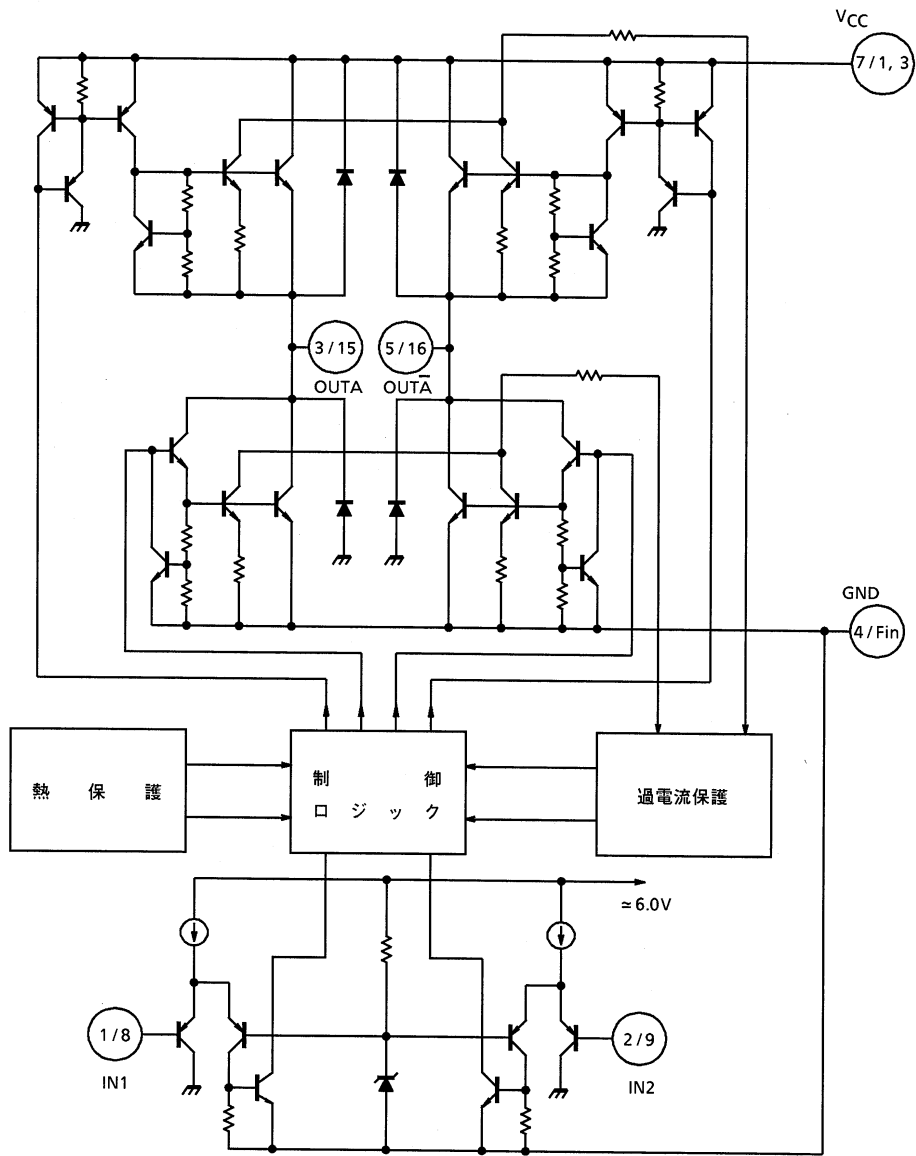 VCC
7/1, 3
3/15
5/16
OUTA
OUTA̅
GND
4/Fin
熱 保 護
制 御
ロ ジ ッ ク
過電流保護
≃6.0V
1/8
2/9
IN1
IN2